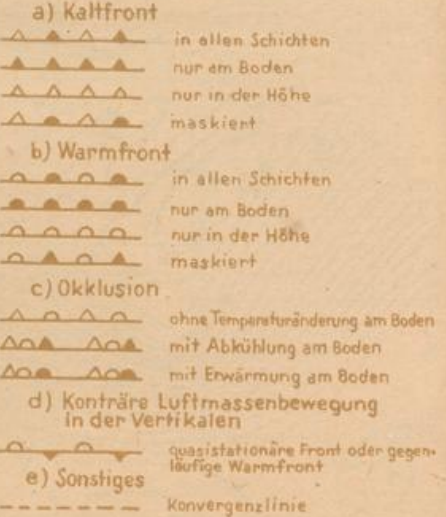 a) Kaltfront
in allen Schichten
nur am Boden
nur in der Höhe
maskiert
b) Warmfront
in allen Schichten
nur am Boden
nur in der Höhe
maskiert
c) Okklusion
ohne Temperaturänderung am Boden
mit Abkühlung am Boden
mit Erwärmung am Boden
d) Konträre Luftmassenbewegung
in der Vertikalen
quasistationäre Front oder gegen-
läufige Warmfront
e) Sonstiges
Konvergenzlinie